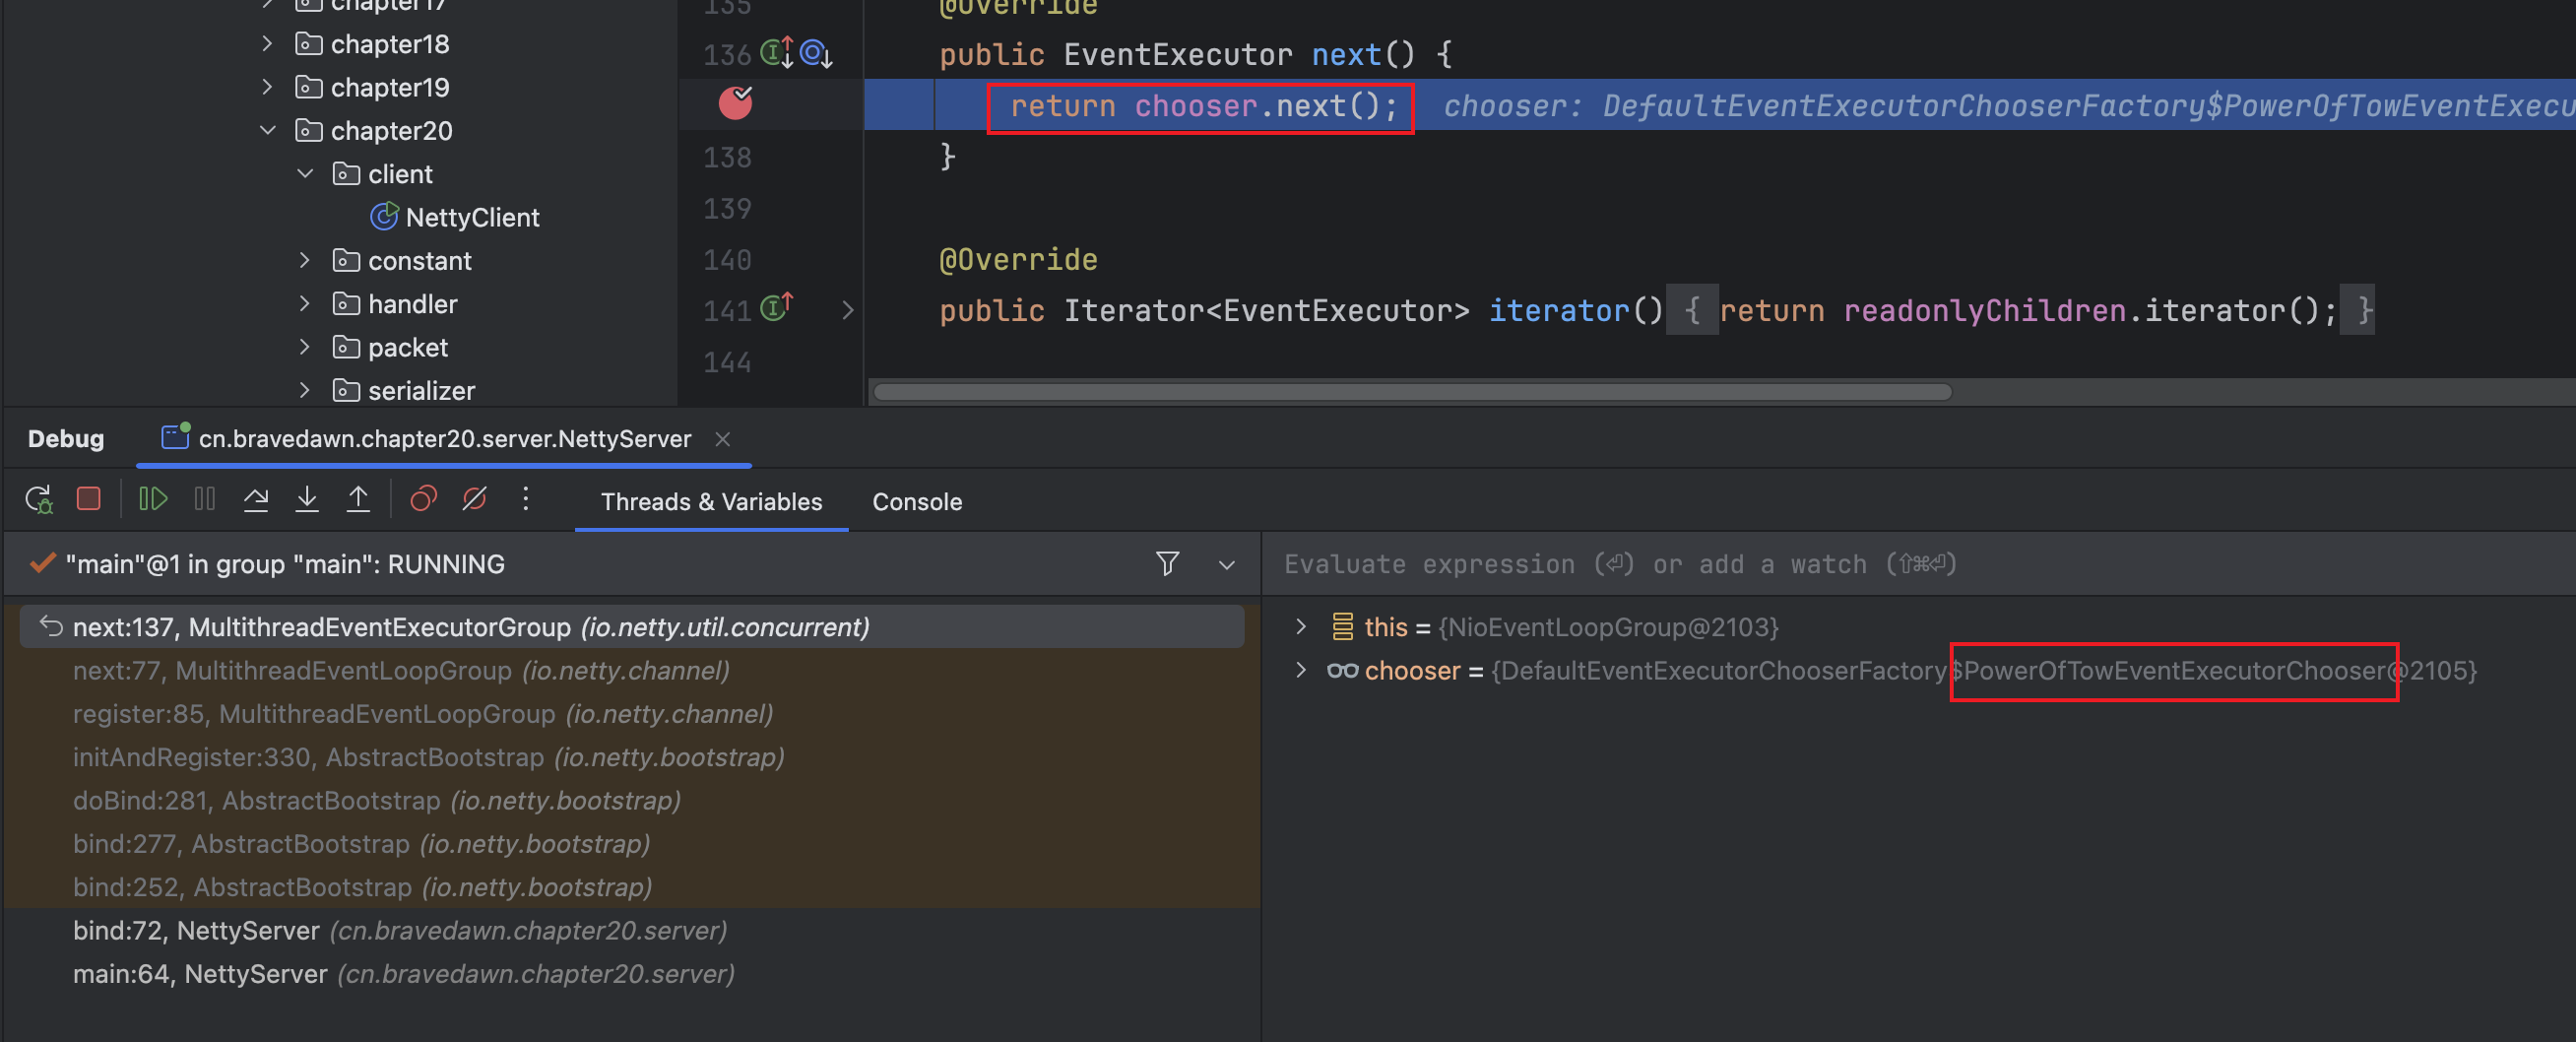 chapter17
chapter18
chapter19
chapter20
client
NettyClient
constant
handler
packet
serializer
135 @Override
136 public EventExecutor next() {
return chooser.next(); chooser: DefaultEventExecutorChooserFactory$PowerOfTowEventExecu
138 }
139
140 @Override
141 public Iterator<EventExecutor> iterator() { return readonlyChildren.iterator(); }
144
Debug cn.bravedawn.chapter20.server.NettyServer
Threads & Variables Console
"main"@1 in group "main": RUNNING
next:137, MultithreadEventExecutorGroup (io.netty.util.concurrent)
next:77, MultithreadEventLoopGroup (io.netty.channel)
register:85, MultithreadEventLoopGroup (io.netty.channel)
initAndRegister:330, AbstractBootstrap (io.netty.bootstrap)
doBind:281, AbstractBootstrap (io.netty.bootstrap)
bind:277, AbstractBootstrap (io.netty.bootstrap)
bind:252, AbstractBootstrap (io.netty.bootstrap)
bind:72, NettyServer (cn.bravedawn.chapter20.server)
main:64, NettyServer (cn.bravedawn.chapter20.server)
Evaluate expression (⏎) or add a watch (⇧⌘⏎)
this = {NioEventLoopGroup@2103}
chooser = {DefaultEventExecutorChooserFactory$PowerOfTowEventExecutorChooser@2105}